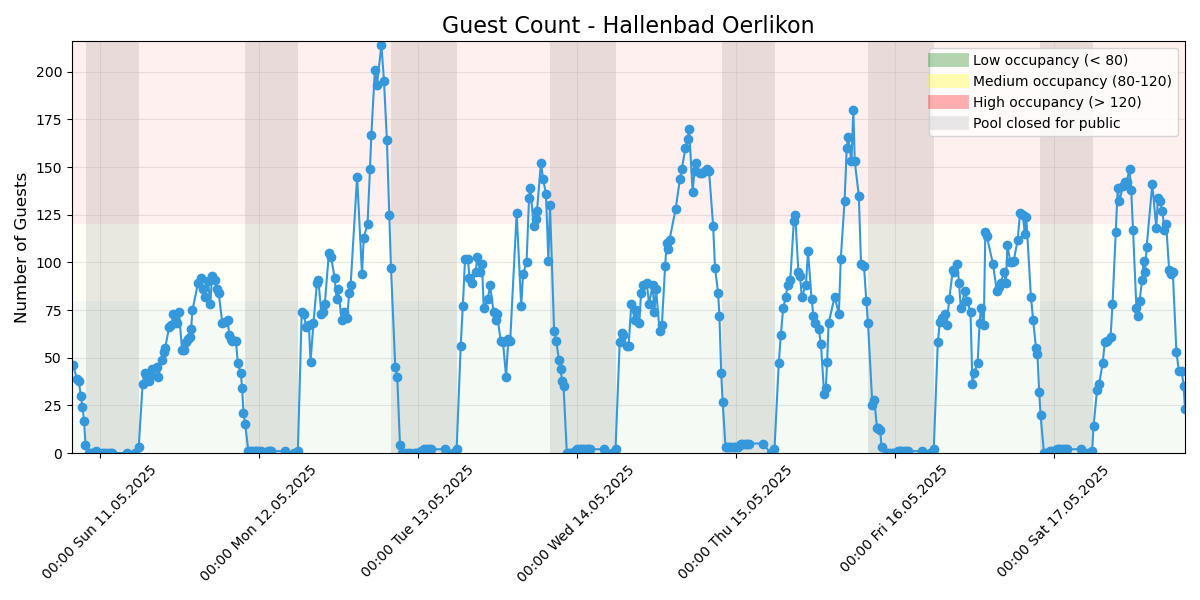 Guest Count - Hallenbad Oerlikon
Number of Guests
200
175
150
125
100
75
50
25
0
Low occupancy (< 80)
Medium occupancy (80-120)
High occupancy (> 120)
Pool closed for public
00:00 Sun 11.05.2025
00:00 Mon 12.05.2025
00:00 Tue 13.05.2025
00:00 Wed 14.05.2025
00:00 Thu 15.05.2025
00:00 Fri 16.05.2025
00:00 Sat 17.05.2025